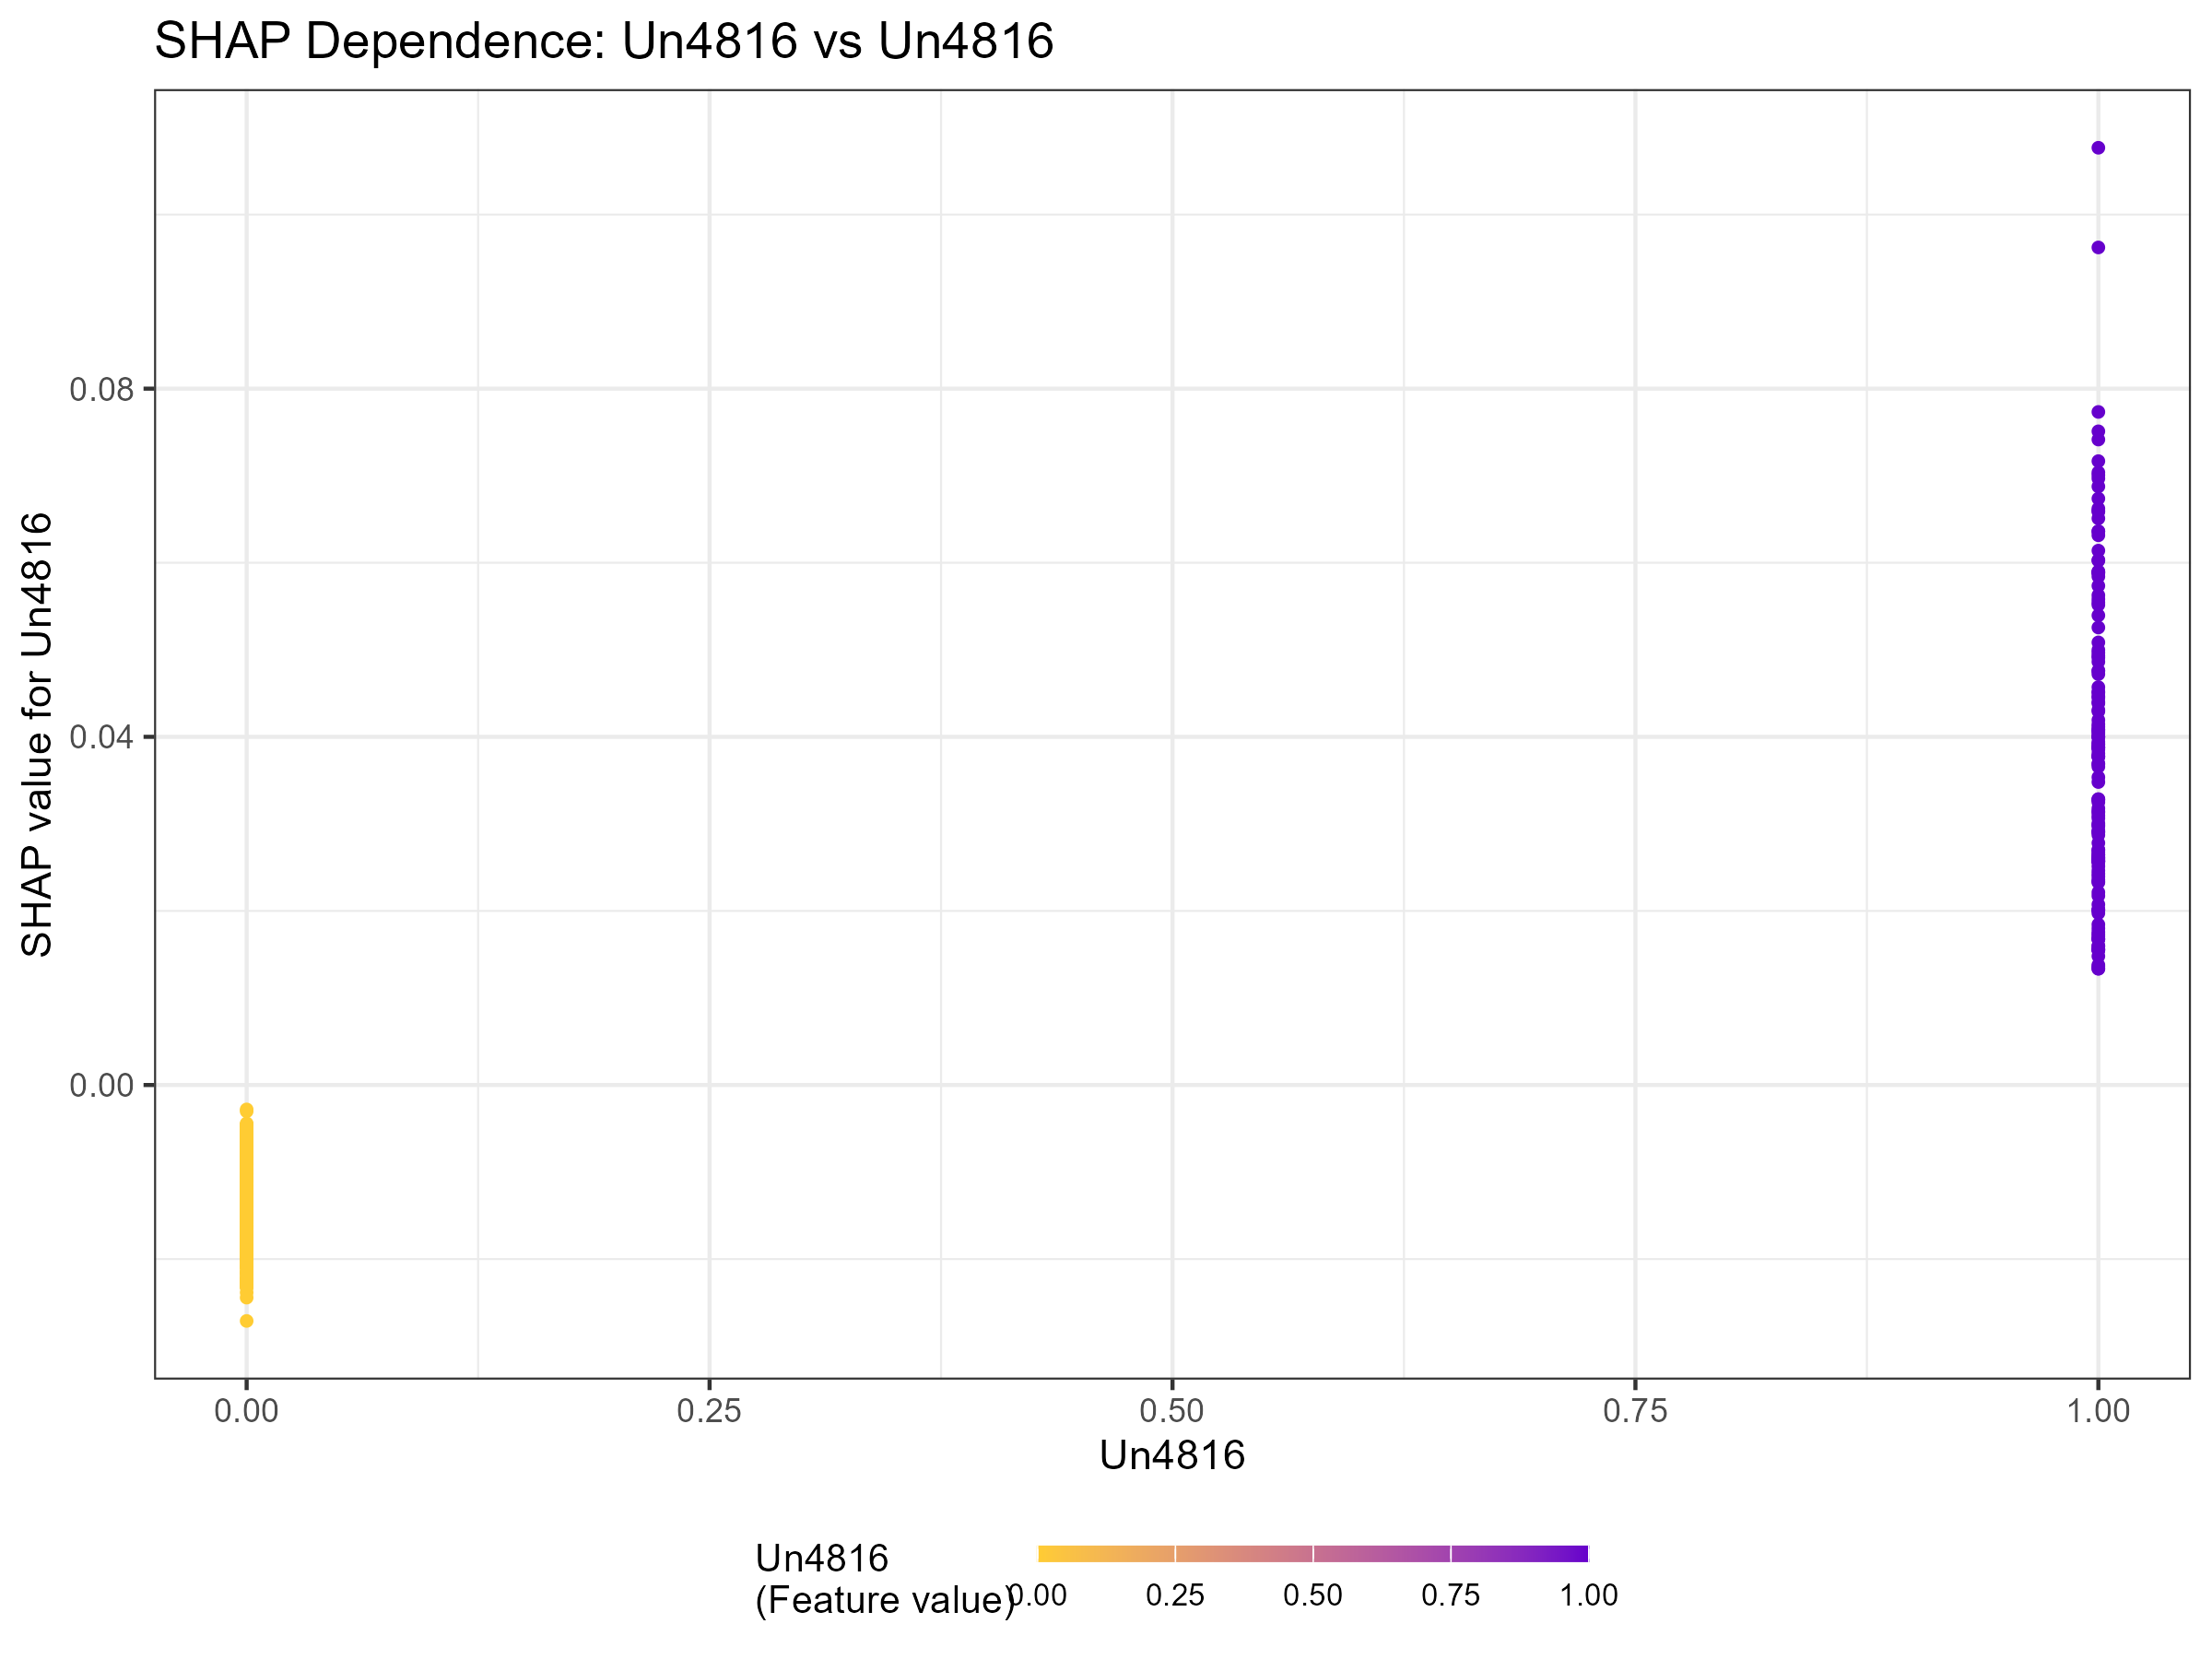 SHAP Dependence: Un4816 vs Un4816
SHAP value for Un4816
0.08
0.04
0.00
0.00 0.25 0.50 0.75 1.00
Un4816
Un4816
(Feature value)
0.00 0.25 0.50 0.75 1.00